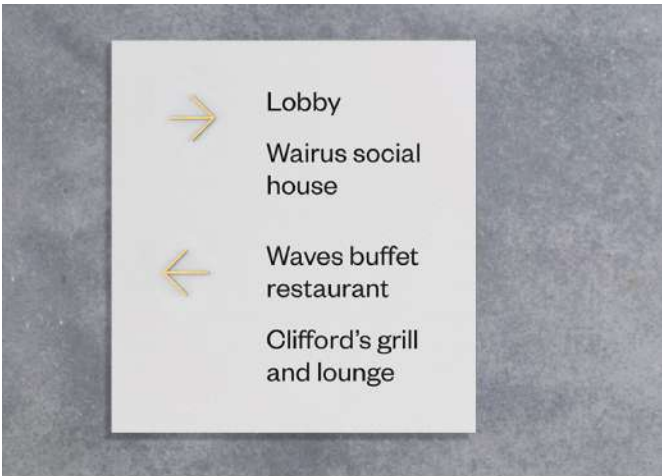 Lobby
Wairus social
house
Waves buffet
restaurant
Clifford's grill
and lounge